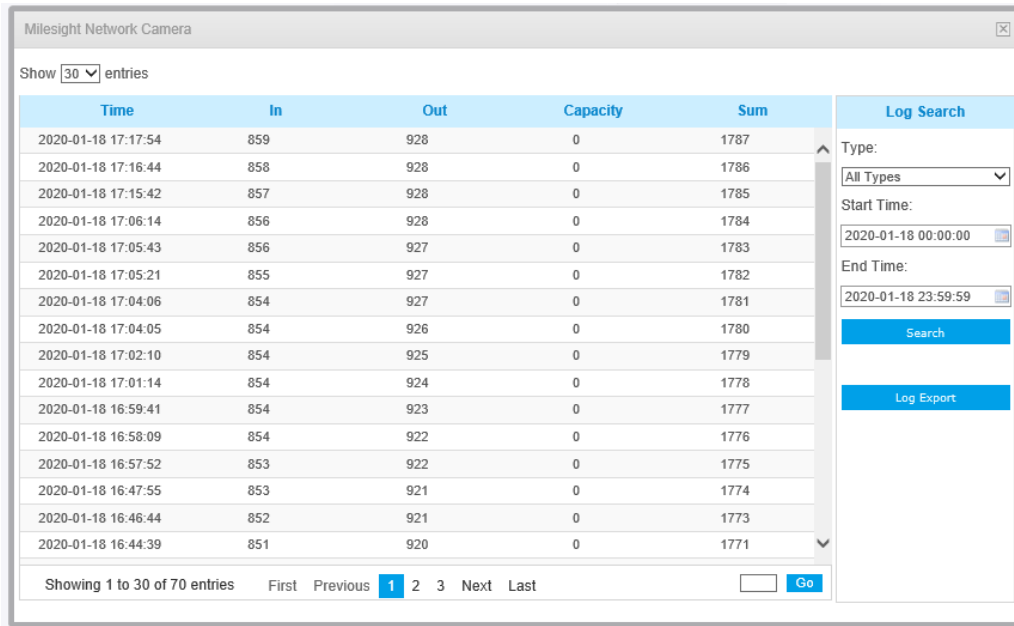 Milesight Network Camera
Show 30 entries
Time In Out Capacity Sum
2020-01-18 17:17:54 859 928 0 1787
2020-01-18 17:16:44 858 928 0 1786
2020-01-18 17:15:42 857 928 0 1785
2020-01-18 17:06:14 856 928 0 1784
2020-01-18 17:05:43 856 927 0 1783
2020-01-18 17:05:21 855 927 0 1782
2020-01-18 17:04:06 854 927 0 1781
2020-01-18 17:04:05 854 926 0 1780
2020-01-18 17:02:10 854 925 0 1779
2020-01-18 17:01:14 854 924 0 1778
2020-01-18 16:59:41 854 923 0 1777
2020-01-18 16:58:09 854 922 0 1776
2020-01-18 16:57:52 853 922 0 1775
2020-01-18 16:47:55 853 921 0 1774
2020-01-18 16:46:44 852 921 0 1773
2020-01-18 16:44:39 851 920 0 1771
Showing 1 to 30 of 70 entries First Previous 1 2 3 Next Last Go
Log Search
Type:
All Types
Start Time:
2020-01-18 00:00:00
End Time:
2020-01-18 23:59:59
Search
Log Export